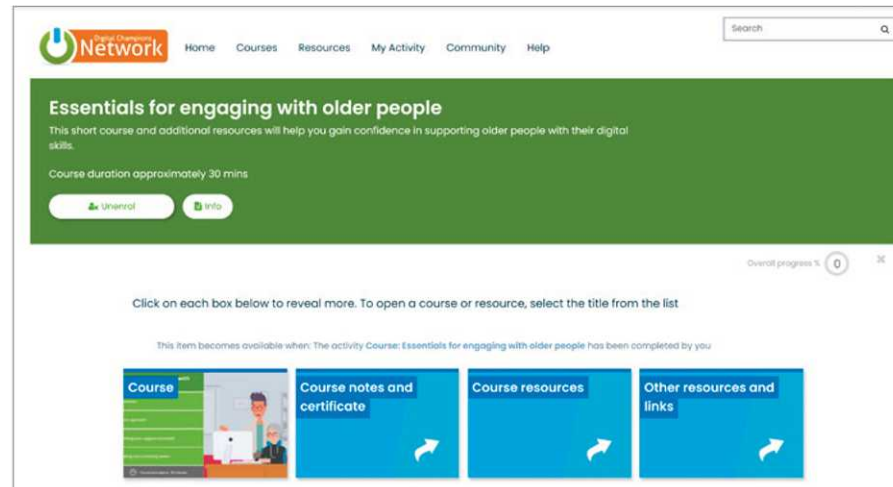 Digital Champions
Network
Home Courses Resources My Activity Community Help
Search
Essentials for engaging with older people
This short course and additional resources will help you gain confidence in supporting older people with their digital
skills.
Course duration approximately 30 mins
Unenrol Info
Overall progress % 0
Click on each box below to reveal more. To open a course or resource, select the title from the list
This item becomes available when: The activity Course: Essentials for engaging with older people has been completed by you
Course
Course notes and
certificate
Course resources
Other resources and
links